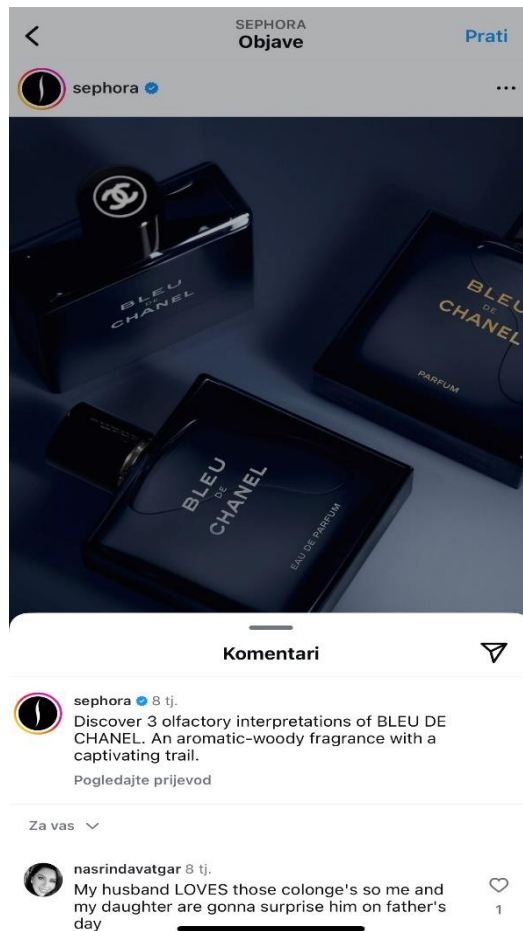 SEPHORA
Objave
Prati
sephora
BLEU
DE
CHANEL
BLEU
DE
CHANEL
PARFUM
BLEU
DE
CHANEL
EAU DE PARFUM
Komentari
sephora 8 tj.
Discover 3 olfactory interpretations of BLEU DE
CHANEL. An aromatic-woody fragrance with a
captivating trail.
Pogledajte prijevod
Za vas
nasrindavatgar 8 tj.
My husband LOVES those colonge's so me and
my daughter are gonna surprise him on father's
day
1